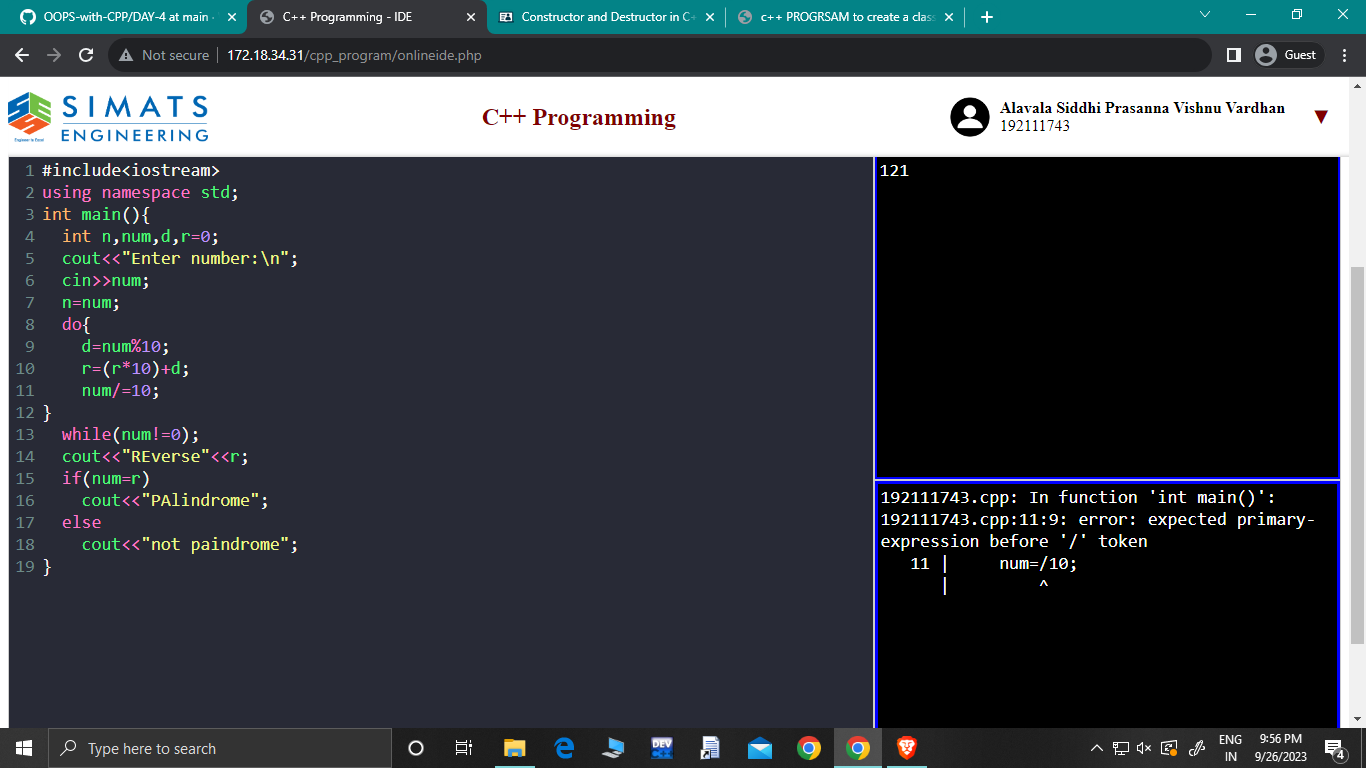 OOPS-with-CPP/DAY-4 at main ·
C++ Programming - IDE
Constructor and Destructor in C+
c++ PROGRSAM to create a clas
Not secure
172.18.34.31/cpp_program/onlineide.php
Guest
SIMATS
ENGINEERING
Engineer to Excel
C++ Programming
Alavala Siddhi Prasanna Vishnu Vardhan
192111743
1 #include<iostream>
2 using namespace std;
3 int main(){
4   int n,num,d,r=0;
5   cout<<"Enter number:\n";
6   cin>>num;
7   n=num;
8   do{
9     d=num%10;
10     r=(r*10)+d;
11     num/=10;
12 }
13   while(num!=0);
14   cout<<"REverse"<<r;
15   if(num=r)
16     cout<<"PAlindrome";
17   else
18     cout<<"not paindrome";
19 }
121
192111743.cpp: In function 'int main()':
192111743.cpp:11:9: error: expected primary-
expression before '/' token
   11 |     num=/10;
      |         ^
Type here to search
DEV
ENG
IN
9:56 PM
9/26/2023
4